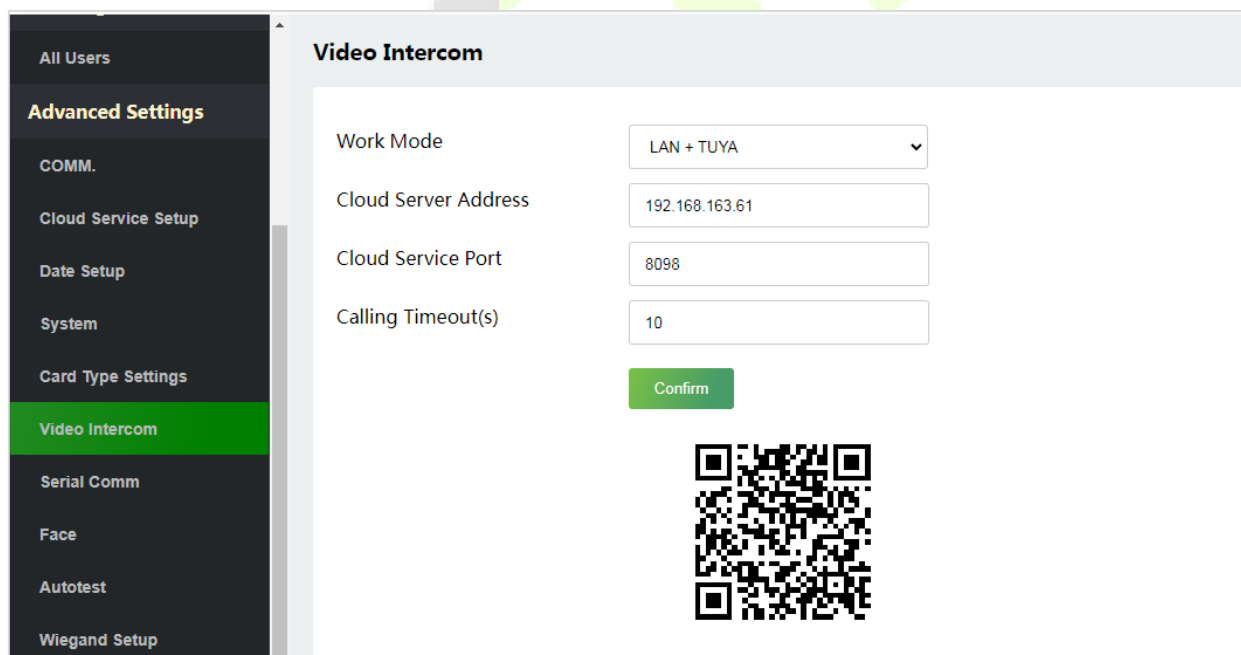 All Users
Advanced Settings
COMM.
Cloud Service Setup
Date Setup
System
Card Type Settings
Video Intercom
Serial Comm
Face
Autotest
Wiegand Setup
Video Intercom
Work Mode
LAN + TUYA
Cloud Server Address
192.168.163.61
Cloud Service Port
8098
Calling Timeout(s)
10
Confirm